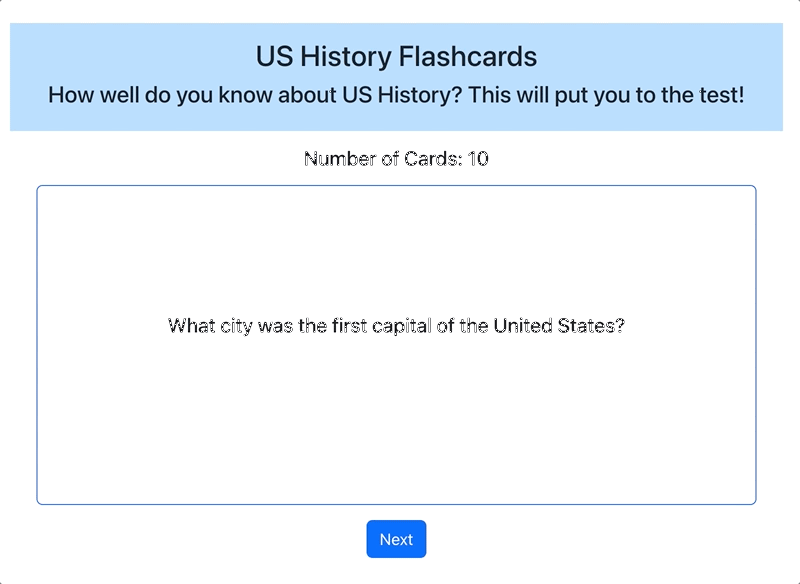 US History Flashcards
How well do you know about US History? This will put you to the test!
Number of Cards: 10
What city was the first capital of the United States?
Next